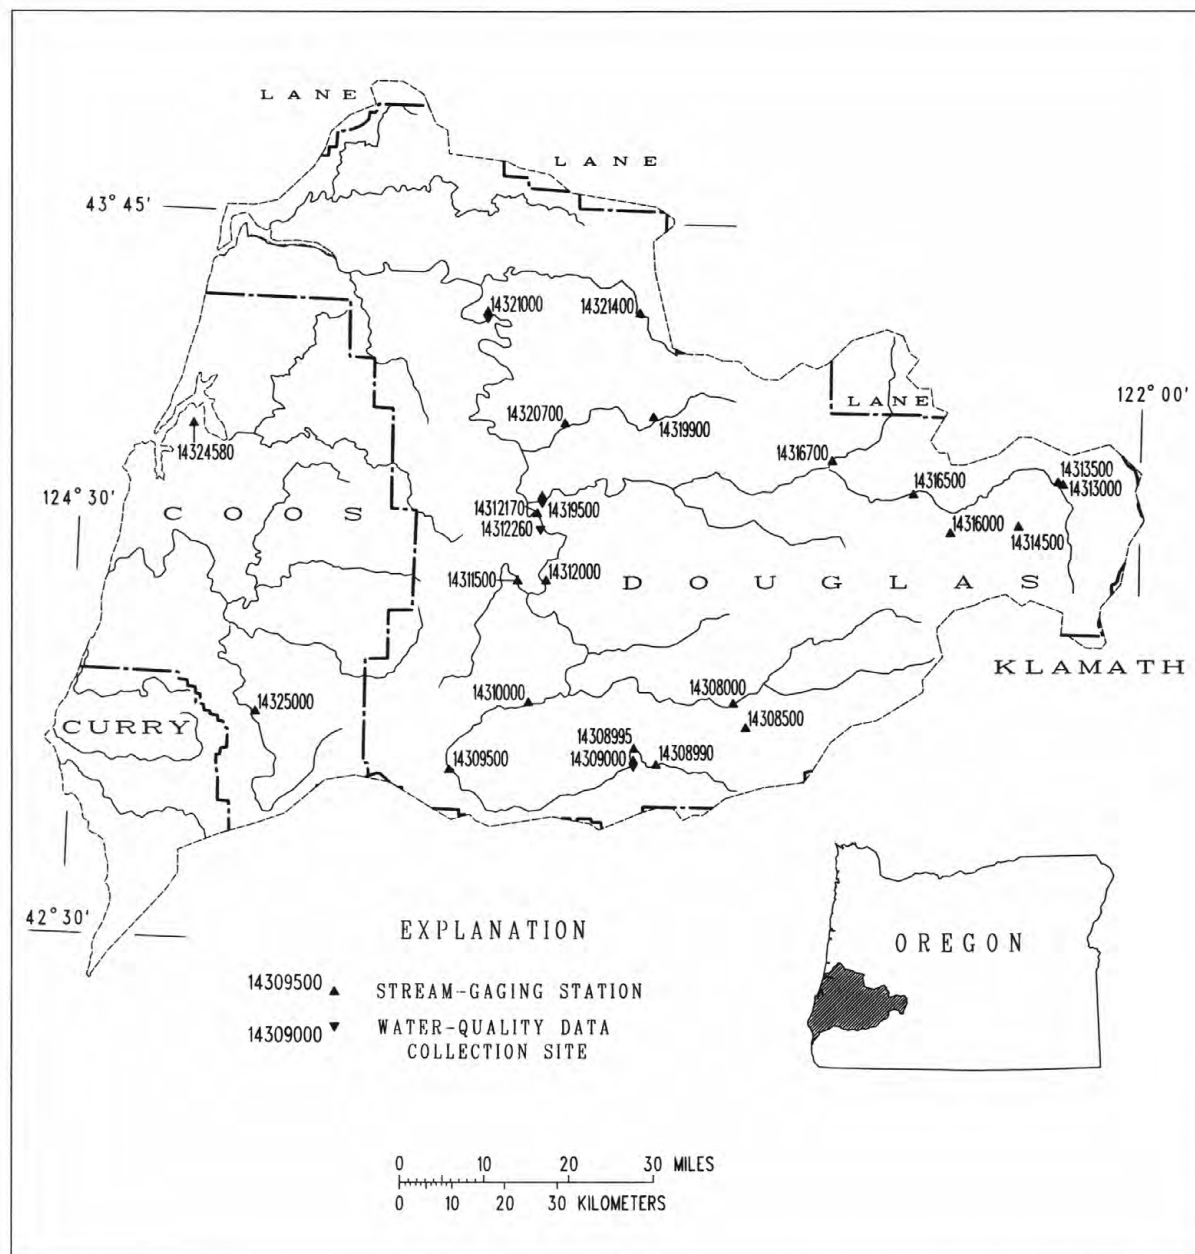 LANE
LANE
43°45'
14321000
14321400
122°00'
LANE
14320700
14319900
14324580
14316700
14313500
14313000
14316500
124°30'
COOS
14312170
14319500
14312260
14316000
14314500
14311500
14312000
DOUGLAS
KLAMATH
14310000
14308000
14325000
14308500
CURRY
14308995
14309000
14308990
14309500
42°30'
EXPLANATION
OREGON
14309500
STREAM-GAGING STATION
14309000
WATER-QUALITY DATA
COLLECTION SITE
0 10 20 30 MILES
0 10 20 30 KILOMETERS